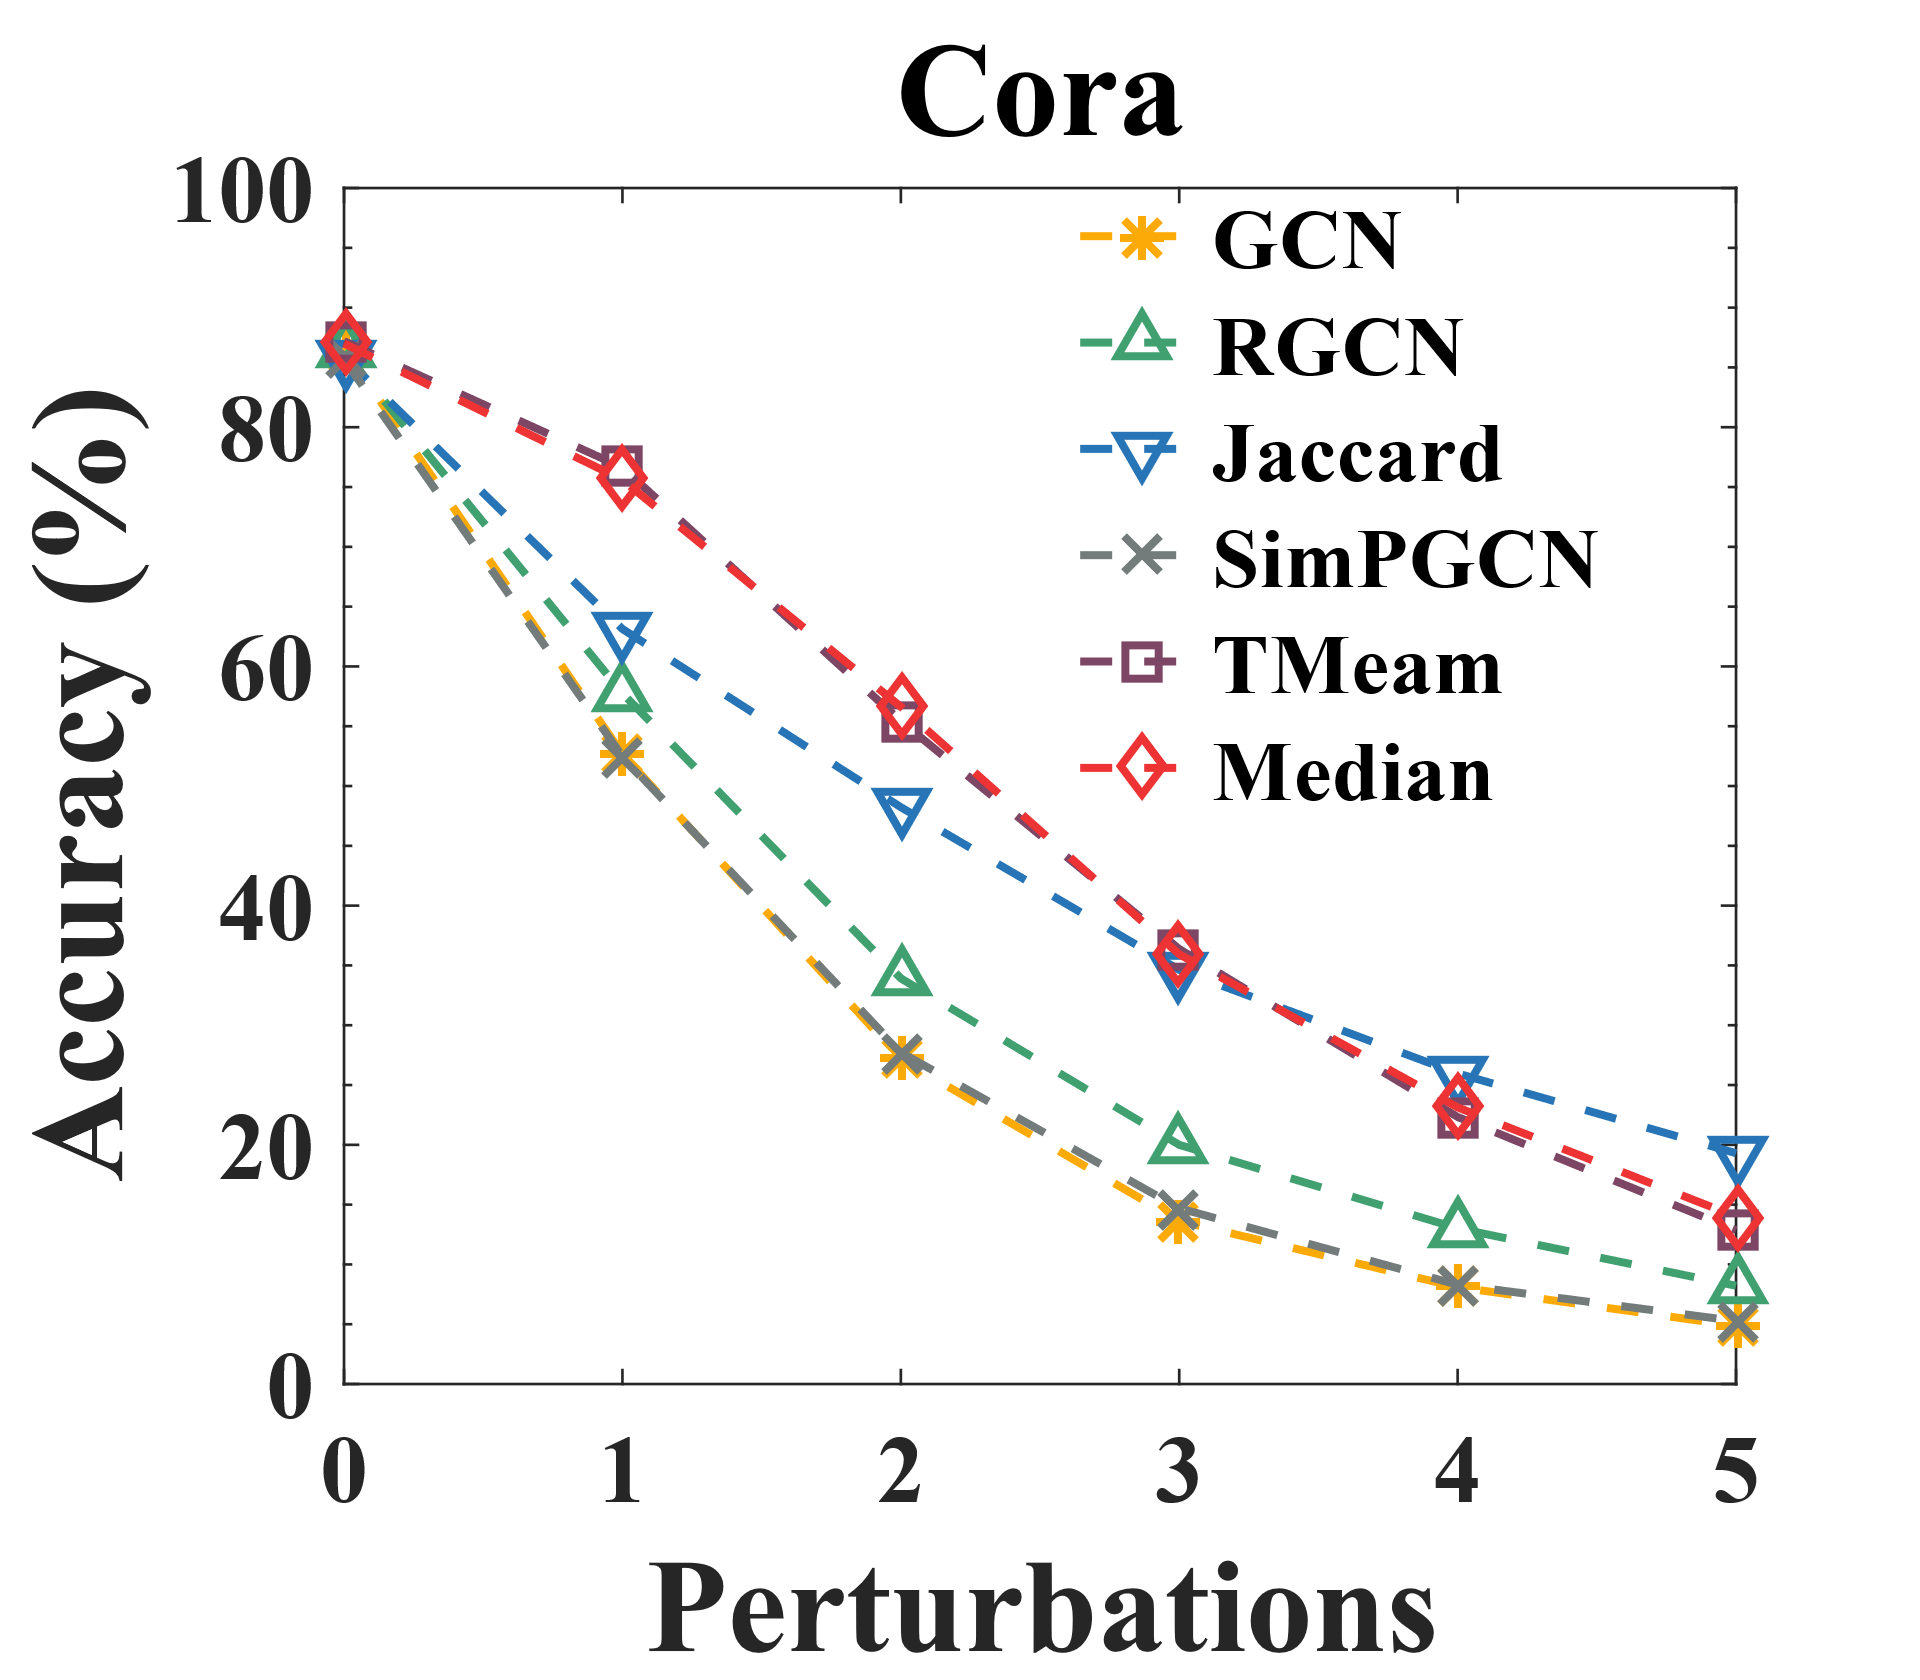 Cora
Accuracy (%)
100
80
60
40
20
0
GCN
RGCN
Jaccard
SimPGCN
TMeam
Median
0 1 2 3 4 5
Perturbations